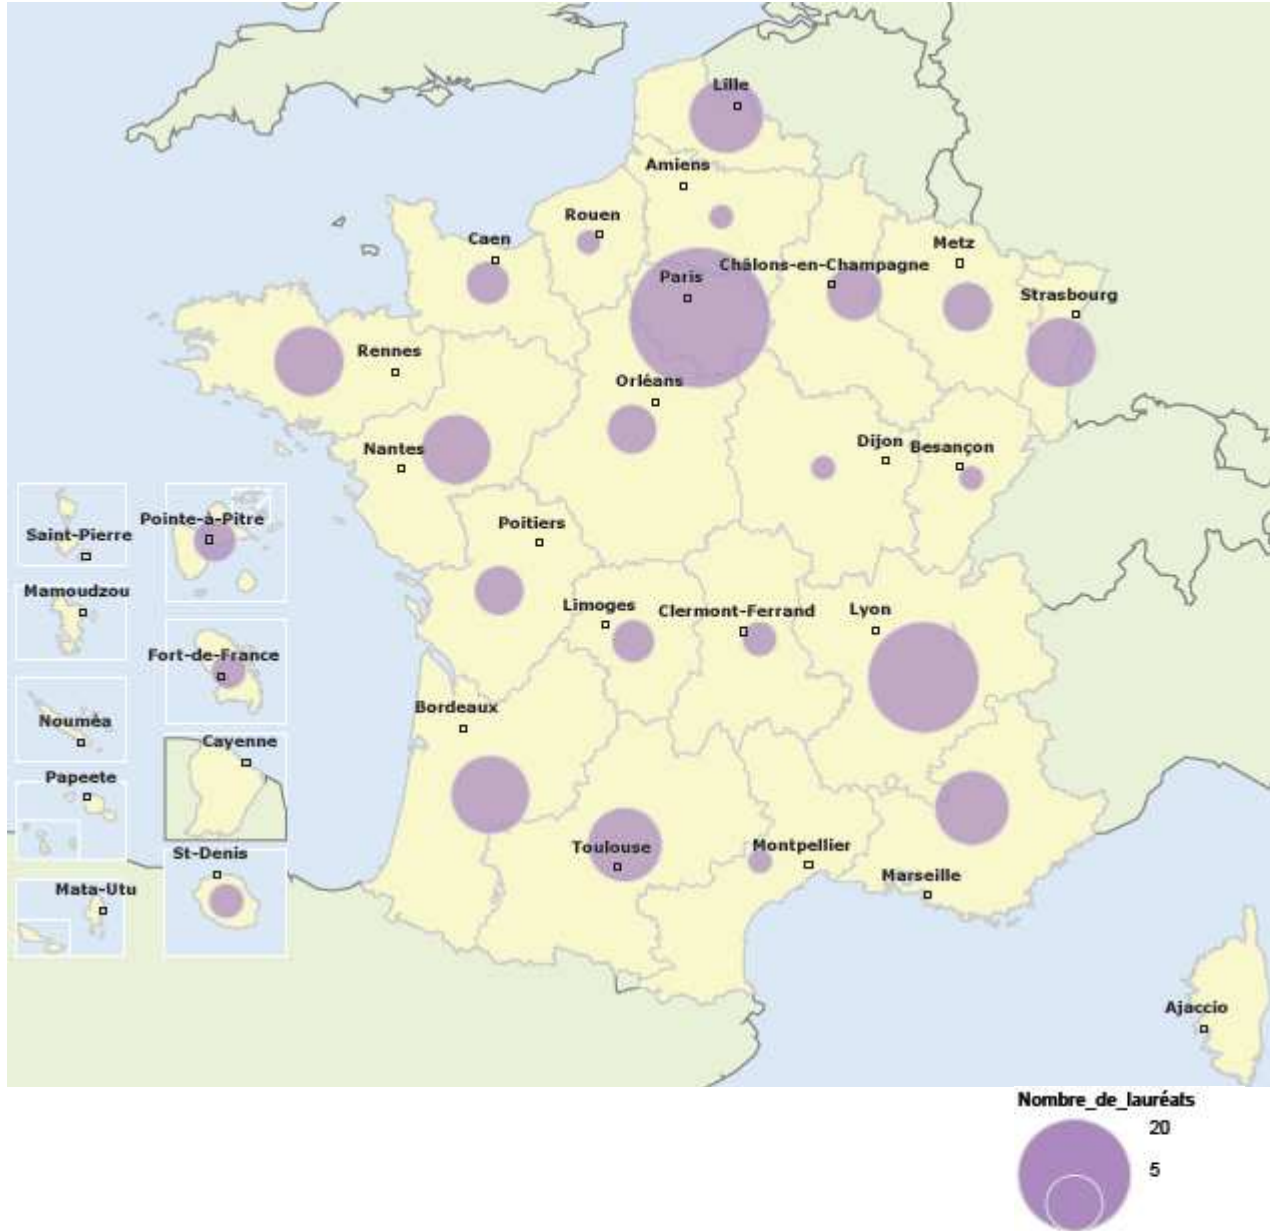 Lille
Amiens
Rouen
Caen
Metz
Paris
Châlons-en-Champagne
Strasbourg
Rennes
Orléans
Nantes
Dijon
Besançon
Poitiers
Saint-Pierre
Pointe-à-Pitre
Mamoudzou
Limoges
Clermont-Ferrand
Lyon
Fort-de-France
Bordeaux
Nouméa
Cayenne
Papeete
Toulouse
Montpellier
St-Denis
Marseille
Mata-Utu
Ajaccio
Nombre_de_lauréats
20
5